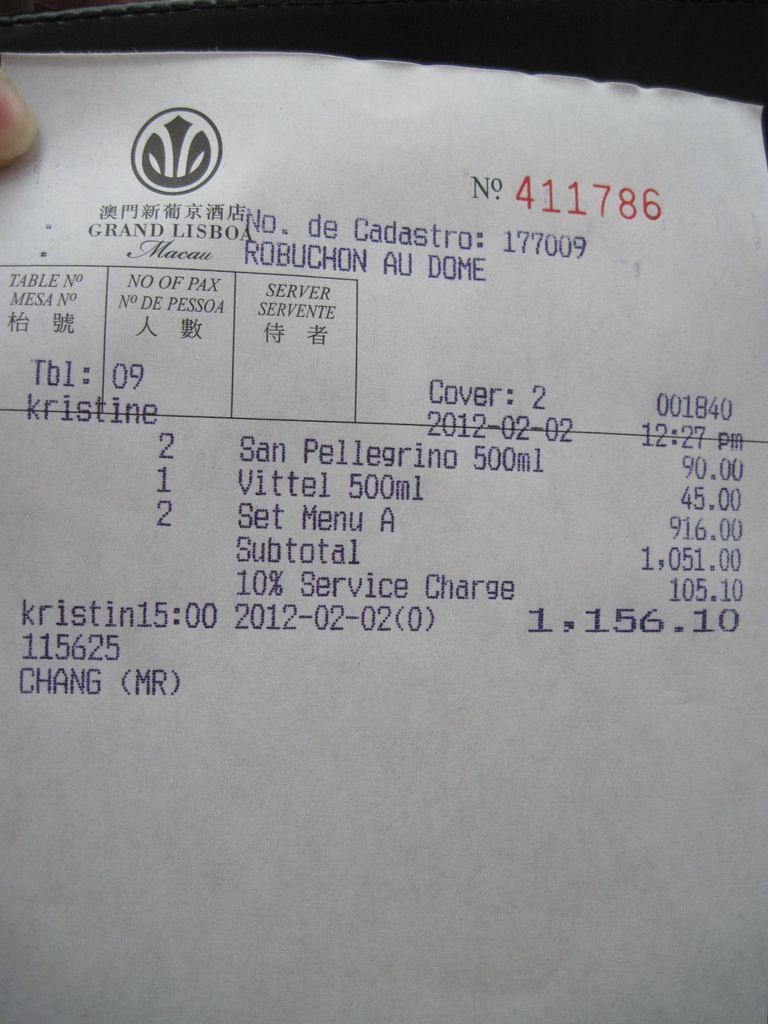 Nº 411786
澳門新葡京酒店
GRAND LISBOA
Macau
No. de Cadastro: 177009
ROBUCHON AU DOME
TABLE Nº NO OF PAX SERVER
MESA Nº Nº DE PESSOA SERVENTE
枱 號 人 數 侍 者
Tbl: 09 Cover: 2 001840
kristine 2012-02-02 12:27 pm
2 San Pellegrino 500ml 90.00
1 Vittel 500ml 45.00
2 Set Menu A 916.00
Subtotal 1,051.00
10% Service Charge 105.10
kristin15:00 2012-02-02(0) 1,156.10
115625
CHANG (MR)